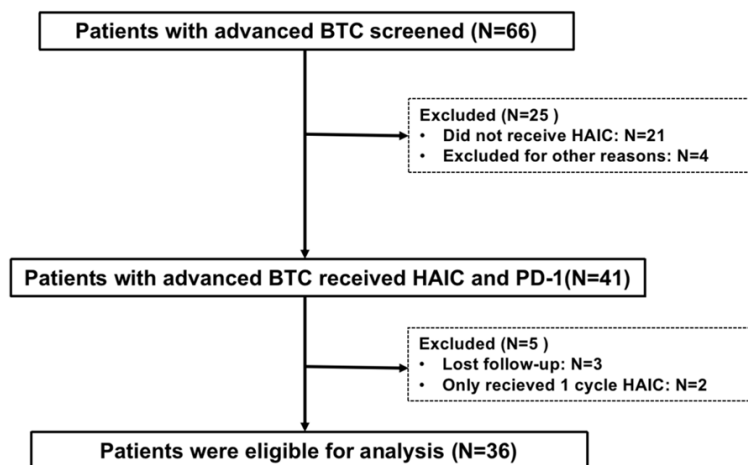 Patients with advanced BTC screened (N=66)
Excluded (N=25 )
• Did not receive HAIC: N=21
• Excluded for other reasons: N=4
Patients with advanced BTC received HAIC and PD-1(N=41)
Excluded (N=5 )
• Lost follow-up: N=3
• Only recieved 1 cycle HAIC: N=2
Patients were eligible for analysis (N=36)